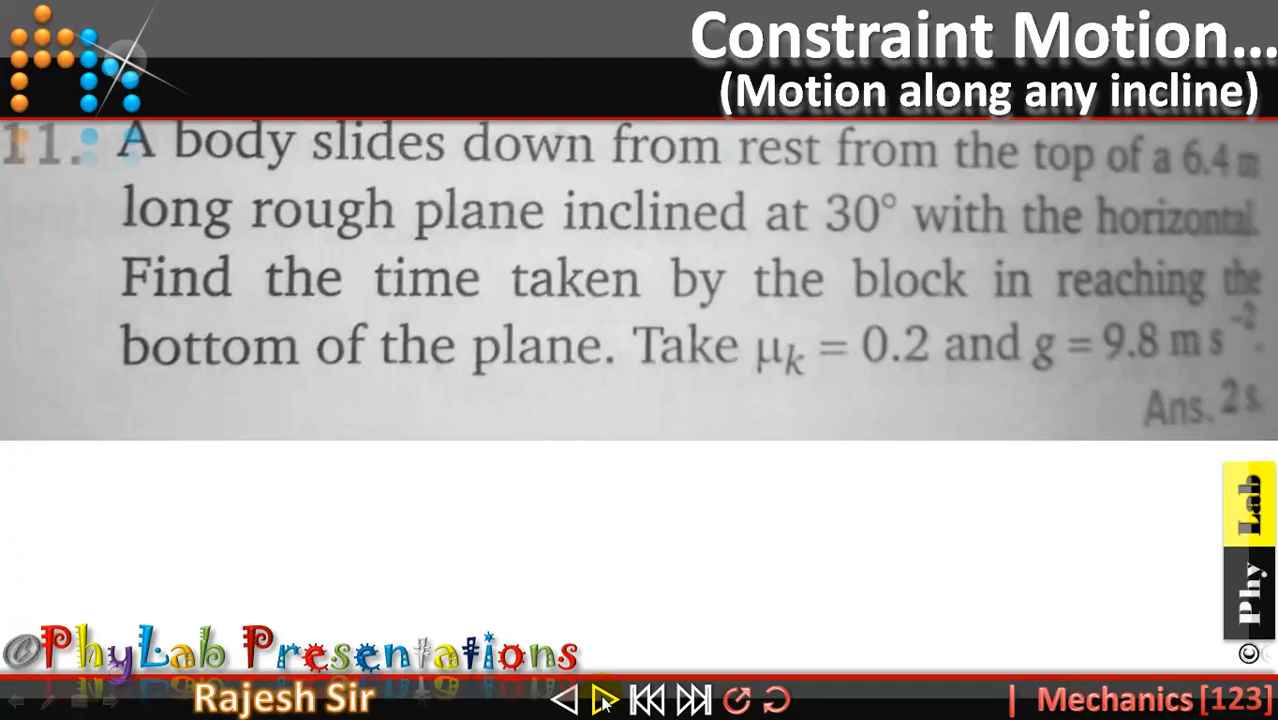 Constraint Motion...
(Motion along any incline)
11. A body slides down from rest from the top of a 6.4 m
long rough plane inclined at 30° with the horizontal.
Find the time taken by the block in reaching the
bottom of the plane. Take μk = 0.2 and g = 9.8 m s⁻².
Ans. 2 s.
Phy Lab
©
PhyLab Presentations
Rajesh Sir
| Mechanics [123]